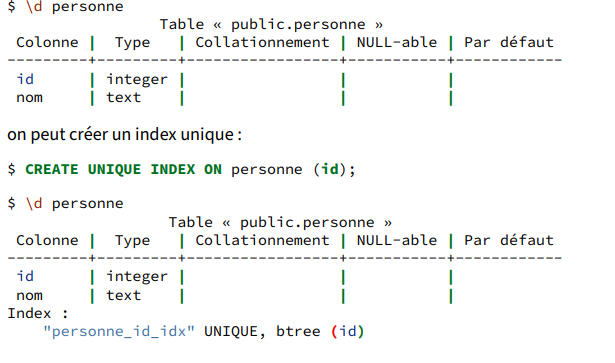 $ \d personne
                 Table « public.personne »
 Colonne |  Type   | Collationnement | NULL-able | Par défaut
---------+---------+-----------------+-----------+------------
 id      | integer |                 |           |
 nom     | text    |                 |           |
on peut créer un index unique :
$ CREATE UNIQUE INDEX ON personne (id);
$ \d personne
                  Table « public.personne »
 Colonne |  Type   | Collationnement | NULL-able | Par défaut
---------+---------+-----------------+-----------+------------
 id      | integer |                 |           |
 nom     | text    |                 |           |
Index :
    "personne_id_idx" UNIQUE, btree (id)